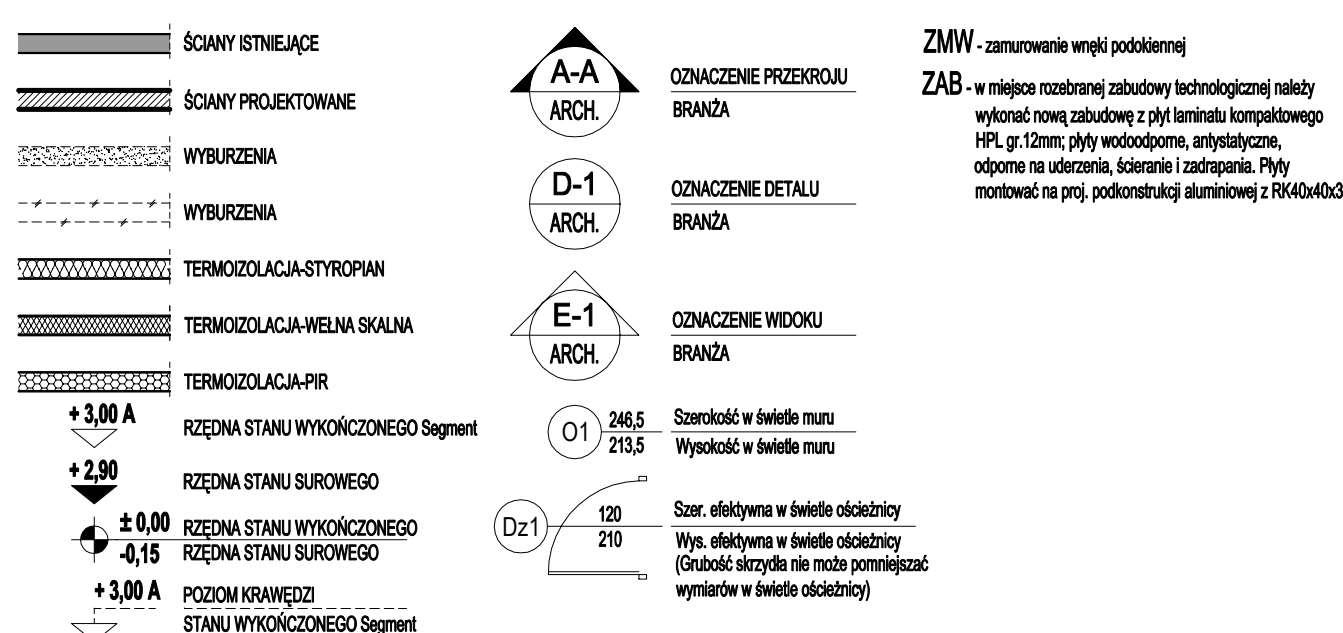 ŚCIANY ISTNIEJĄCE
ŚCIANY PROJEKTOWANE
WYBURZENIA
WYBURZENIA
TERMOIZOLACJA-STYROPIAN
TERMOIZOLACJA-WEŁNA SKALNA
TERMOIZOLACJA-PIR
+ 3,00 A
RZĘDNA STANU WYKOŃCZONEGO Segment
+ 2,90
RZĘDNA STANU SUROWEGO
± 0,00 RZĘDNA STANU WYKOŃCZONEGO
-0,15 RZĘDNA STANU SUROWEGO
+ 3,00 A POZIOM KRAWĘDZI
STANU WYKOŃCZONEGO Segment
A-A
ARCH.
OZNACZENIE PRZEKROJU
BRANŻA
D-1
ARCH.
OZNACZENIE DETALU
BRANŻA
E-1
ARCH.
OZNACZENIE WIDOKU
BRANŻA
O1
246,5 Szerokość w świetle muru
213,5 Wysokość w świetle muru
Dz1
120 Szer. efektywna w świetle ościeżnicy
210 Wys. efektywna w świetle ościeżnicy
(Grubość skrzydła nie może pomniejszać
wymiarów w świetle ościeżnicy)
ZMW - zamurowanie wnęki podokiennej
ZAB - w miejsce rozebranej zabudowy technologicznej należy
wykonać nową zabudowę z płyt laminatu kompaktowego
HPL gr.12mm; płyty wodoodporne, antystatyczne,
odporne na uderzenia, ścieranie i zadrapania. Płyty
montować na proj. podkonstrukcji aluminiowej z RK40x40x3